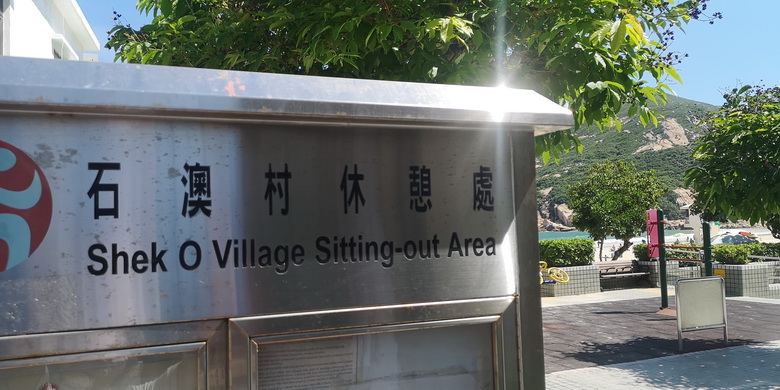 石澳村休憩處
Shek O Village Sitting-out Area